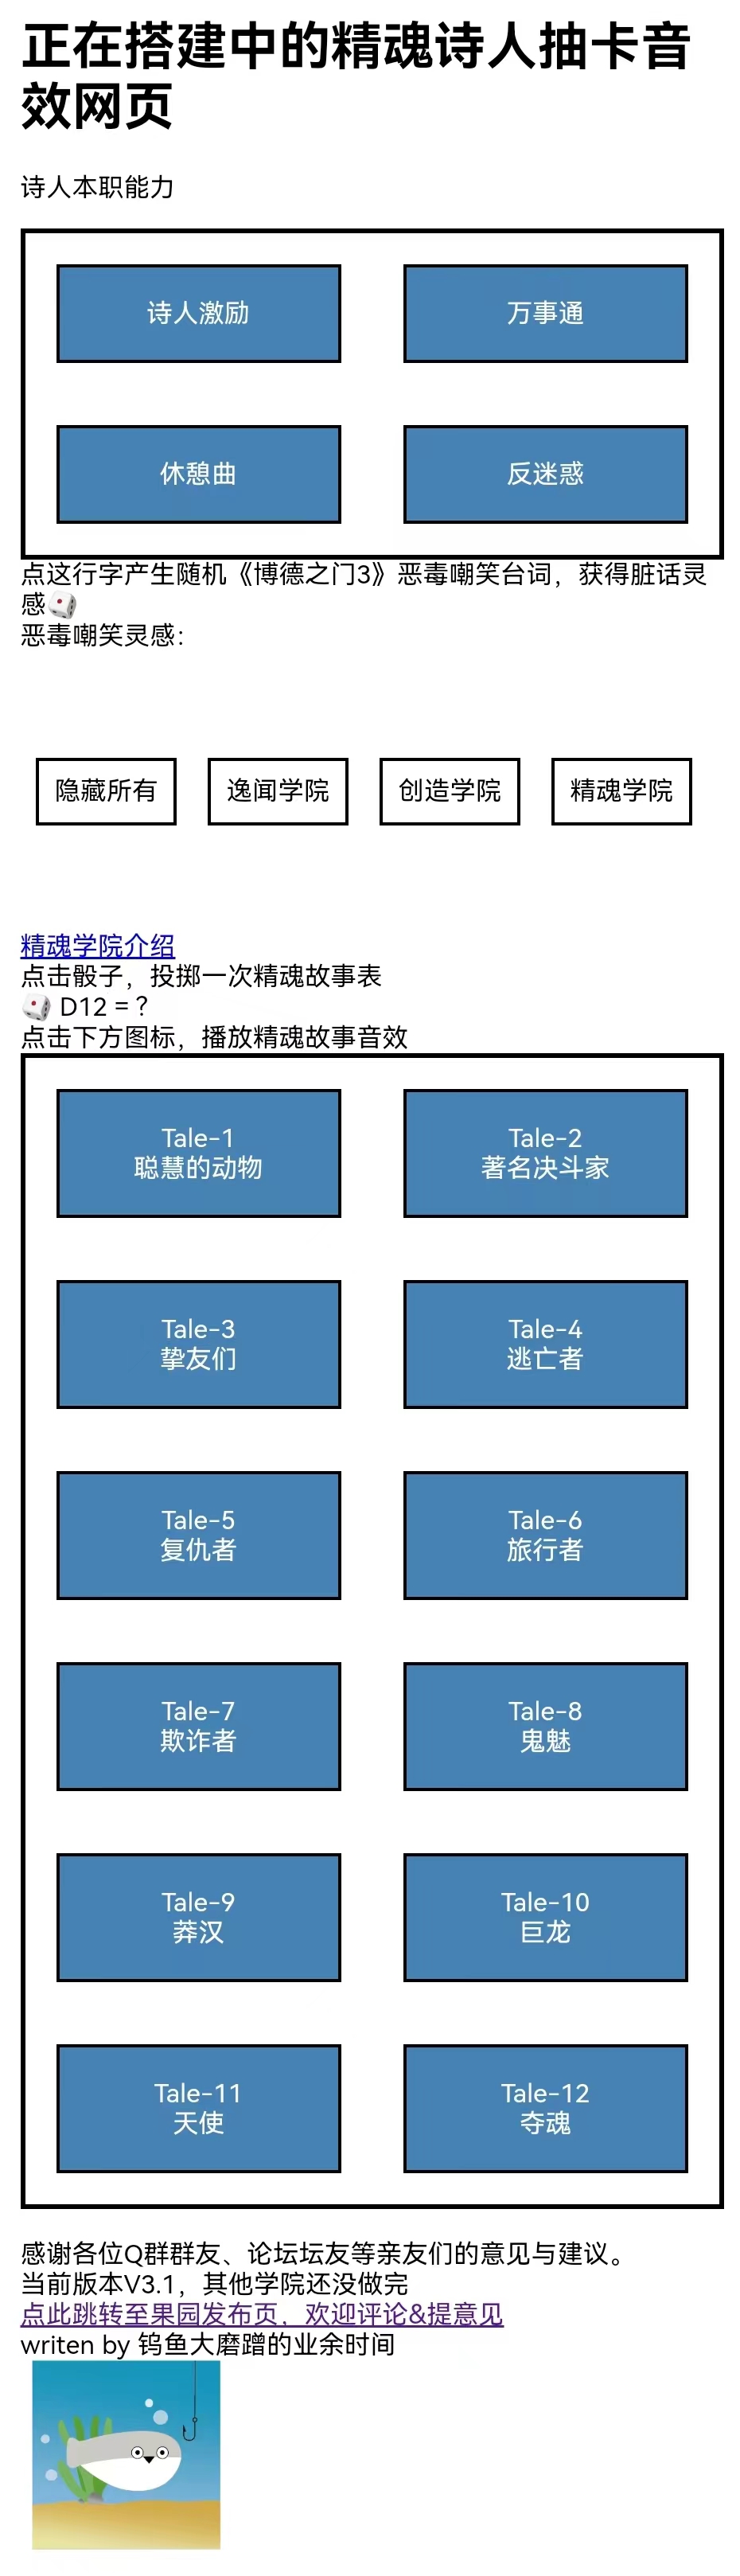 正在搭建中的精魂诗人抽卡音
效网页
诗人本职能力
诗人激励
万事通
休憩曲
反迷惑
点这行字产生随机《博德之门3》恶毒嘲笑台词，获得脏话灵
感🎲
恶毒嘲笑灵感：
隐藏所有
逸闻学院
创造学院
精魂学院
精魂学院介绍
点击骰子，投掷一次精魂故事表
🎲 D12 = ?
点击下方图标，播放精魂故事音效
Tale-1
聪慧的动物
Tale-2
著名决斗家
Tale-3
挚友们
Tale-4
逃亡者
Tale-5
复仇者
Tale-6
旅行者
Tale-7
欺诈者
Tale-8
鬼魅
Tale-9
莽汉
Tale-10
巨龙
Tale-11
天使
Tale-12
夺魂
感谢各位Q群群友、论坛坛友等亲友们的意见与建议。
当前版本V3.1，其他学院还没做完
点此跳转至果园发布页，欢迎评论&提意见
writen by 钨鱼大磨蹭的业余时间